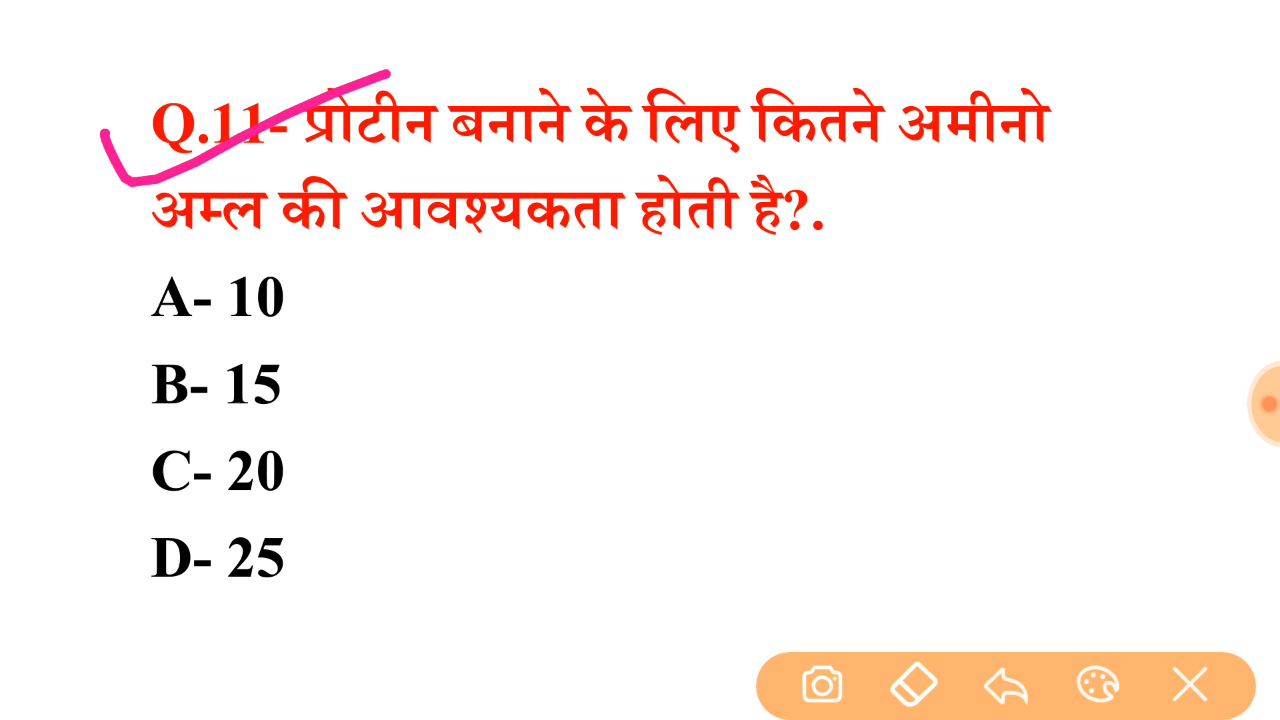 Q.11- प्रोटीन बनाने के लिए कितने अमीनो
अम्ल की आवश्यकता होती है?.
A- 10
B- 15
C- 20
D- 25